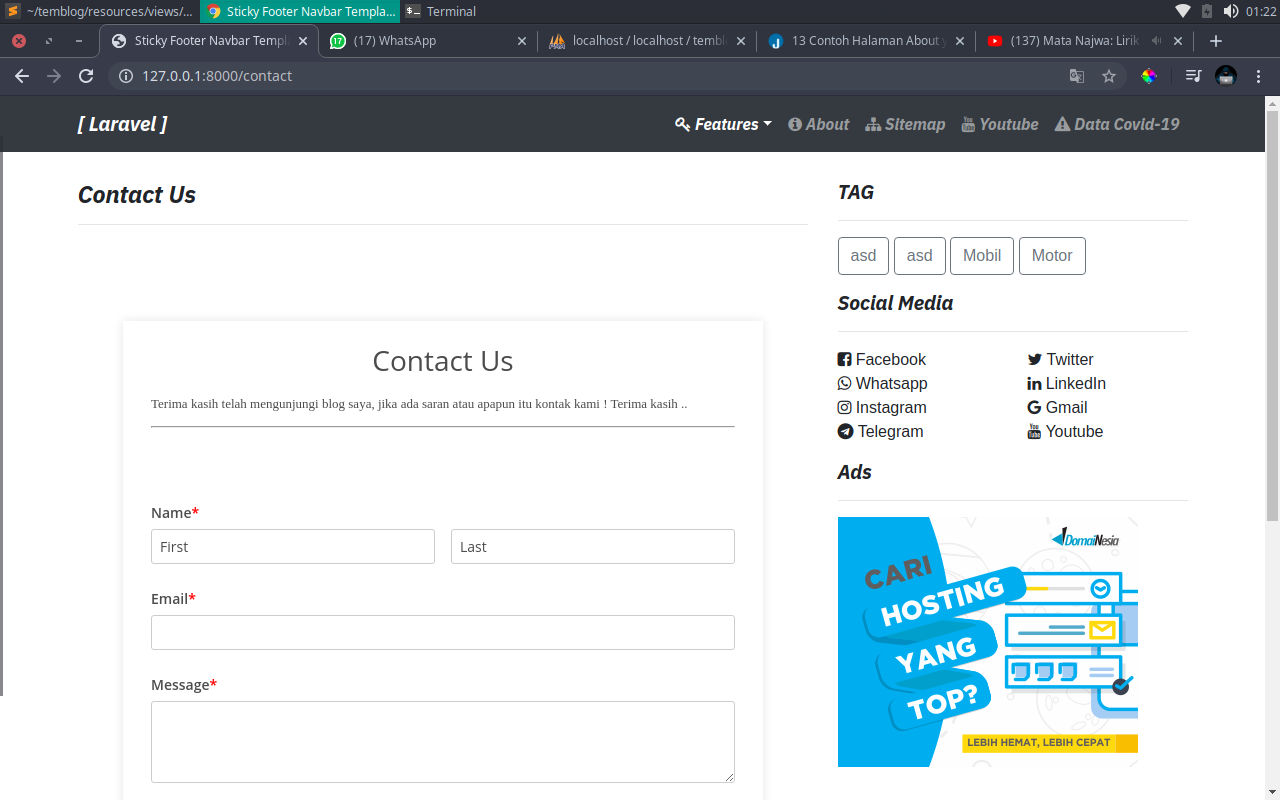 ~/temblog/resources/views/...
Sticky Footer Navbar Templa...
Terminal
01:22
Sticky Footer Navbar Templ
(17) WhatsApp
localhost / localhost / temb
13 Contoh Halaman About
(137) Mata Najwa: Lirik
127.0.0.1:8000/contact
[ Laravel ]
Features
About
Sitemap
Youtube
Data Covid-19
Contact Us
TAG
asd
asd
Mobil
Motor
Social Media
Facebook
Twitter
Whatsapp
LinkedIn
Instagram
Gmail
Telegram
Youtube
Ads
DomaiNesia
CARI
HOSTING
YANG
TOP?
LEBIH HEMAT, LEBIH CEPAT
Contact Us
Terima kasih telah mengunjungi blog saya, jika ada saran atau apapun itu kontak kami ! Terima kasih ..
Name*
First
Last
Email*
Message*